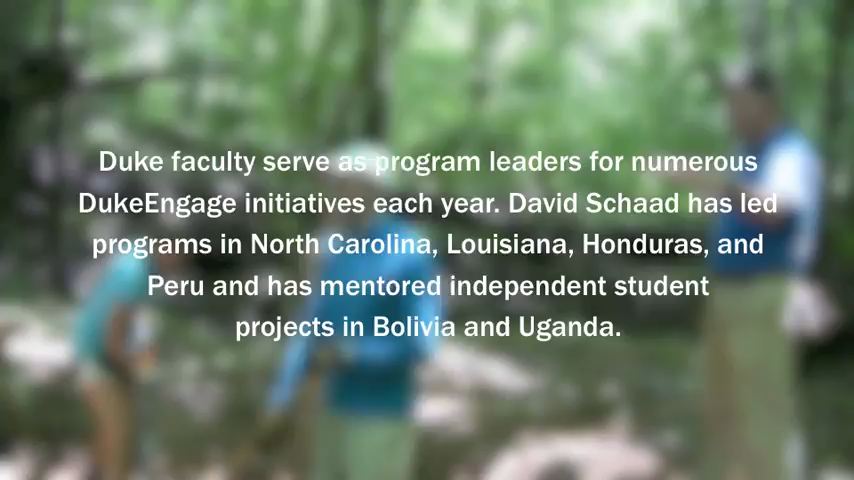 Duke faculty serve as program leaders for numerous
DukeEngage initiatives each year. David Schaad has led
programs in North Carolina, Louisiana, Honduras, and
Peru and has mentored independent student
projects in Bolivia and Uganda.